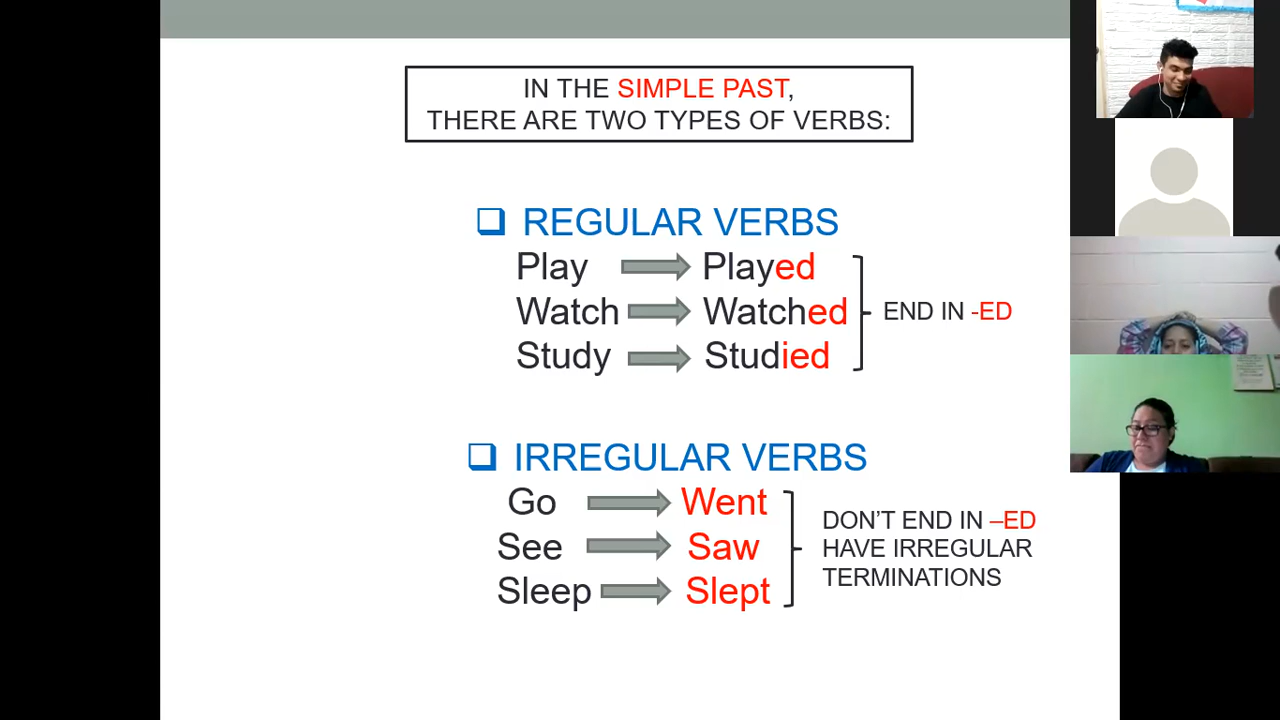 IN THE SIMPLE PAST,
THERE ARE TWO TYPES OF VERBS:
REGULAR VERBS
Play Played
Watch Watched
Study Studied
END IN -ED
IRREGULAR VERBS
Go Went
See Saw
Sleep Slept
DON’T END IN –ED
HAVE IRREGULAR
TERMINATIONS